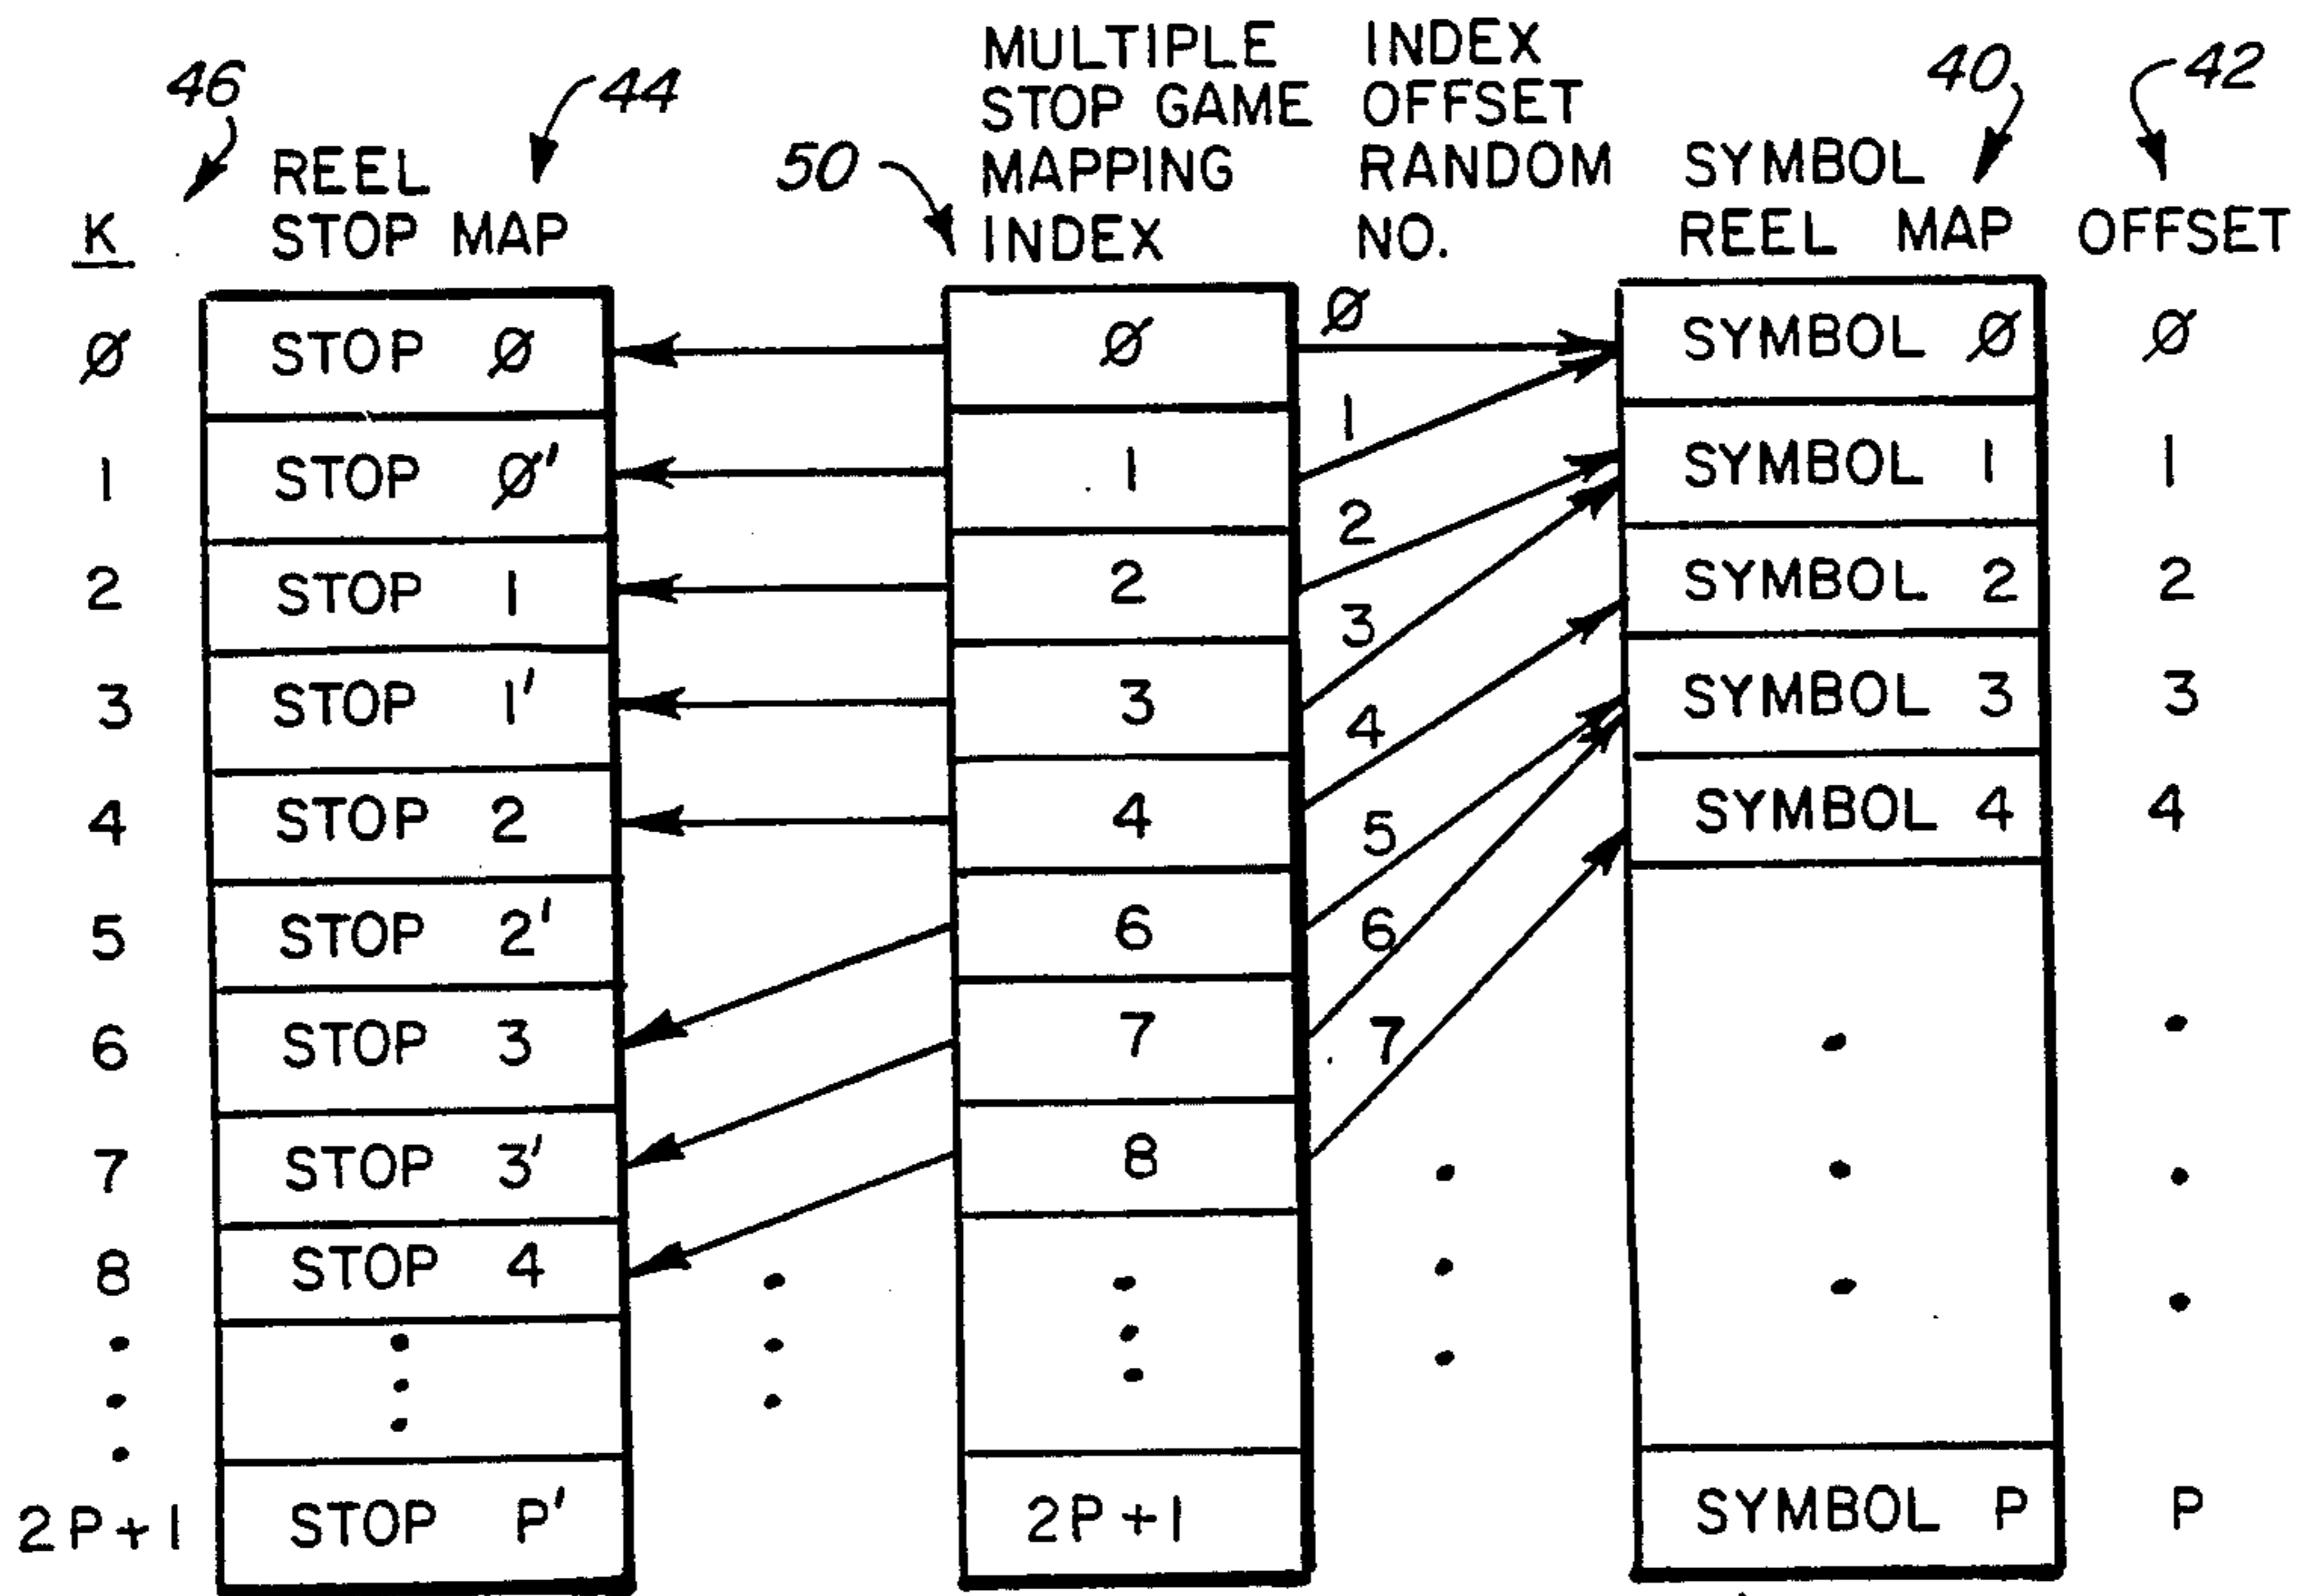 46
44
50
40
42
K
REEL
STOP MAP
MULTIPLE
STOP GAME
MAPPING
INDEX
INDEX
OFFSET
RANDOM
NO.
SYMBOL
REEL MAP
OFFSET
Ø STOP Ø Ø Ø SYMBOL Ø Ø
1 STOP Ø' 1 1 SYMBOL 1 1
2 STOP 1 2 2 SYMBOL 2 2
3 STOP 1' 3 3 SYMBOL 3 3
4 STOP 2 4 4 SYMBOL 4 4
5 STOP 2' 6 5
6 STOP 3 7 6
7 STOP 3' 8 7
8 STOP 4
2P+1 STOP P' 2P+1 SYMBOL P P